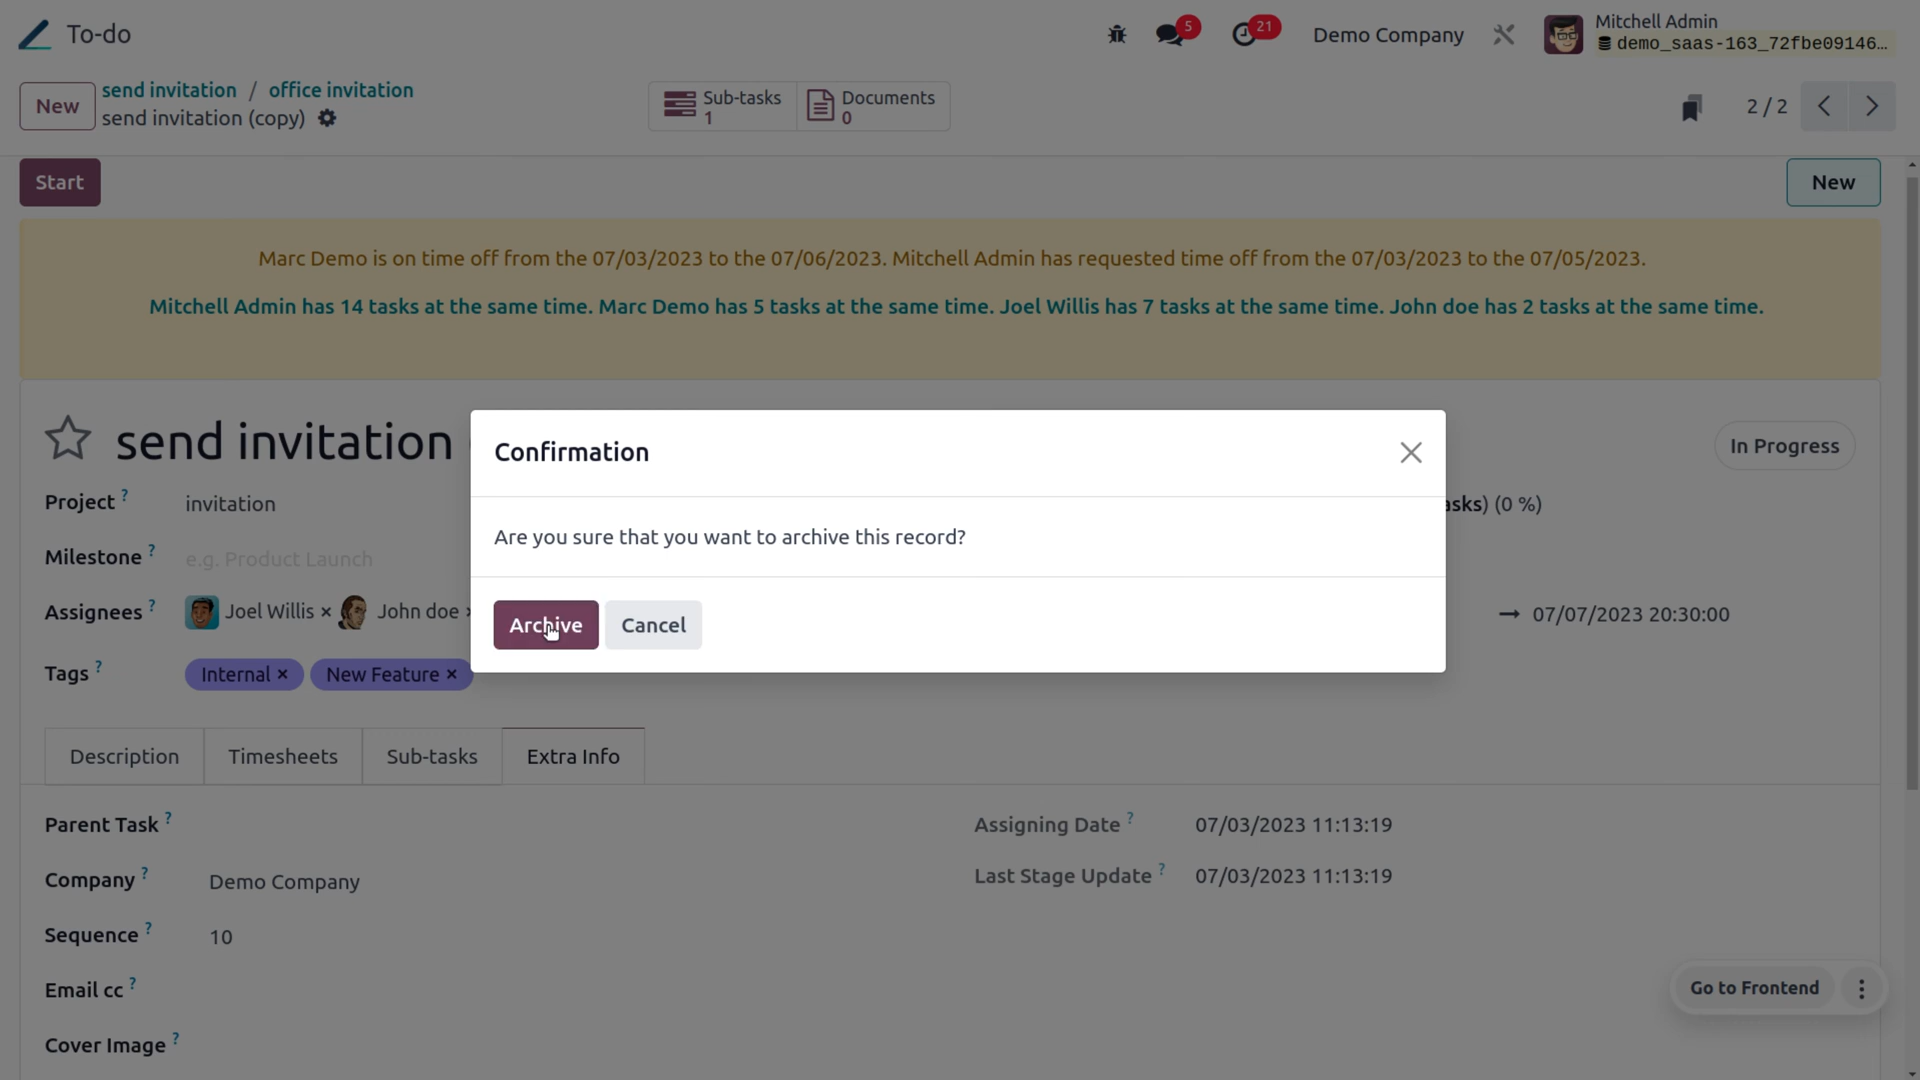 To-do
5
21
Demo Company
Mitchell Admin
demo_saas-163_72fbe09146...
New
send invitation / office invitation
send invitation (copy)
Sub-tasks
1
Documents
0
2 / 2
Start
New
Marc Demo is on time off from the 07/03/2023 to the 07/06/2023. Mitchell Admin has requested time off from the 07/03/2023 to the 07/05/2023.
Mitchell Admin has 14 tasks at the same time. Marc Demo has 5 tasks at the same time. Joel Willis has 7 tasks at the same time. John doe has 2 tasks at the same time.
send invitation
In Progress
Confirmation
Are you sure that you want to archive this record?
Archive
Cancel
Project ?
invitation
asks) (0 %)
Milestone ?
e.g. Product Launch
Assignees ?
Joel Willis ×
John doe ×
→ 07/07/2023 20:30:00
Tags ?
Internal ×
New Feature ×
Description
Timesheets
Sub-tasks
Extra Info
Parent Task ?
Assigning Date ?
07/03/2023 11:13:19
Company ?
Demo Company
Last Stage Update ?
07/03/2023 11:13:19
Sequence ?
10
Email cc ?
Go to Frontend
Cover Image ?